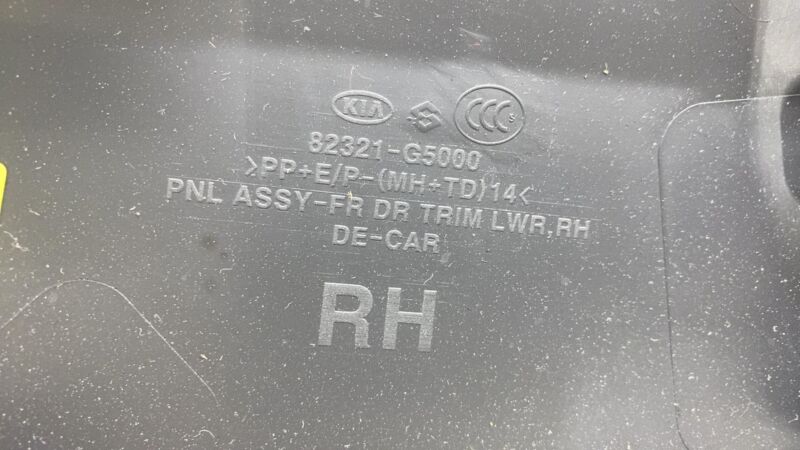 KIA CCC S
82321-G5000
>PP+E/P-(MH+TD)14<
PNL ASSY-FR DR TRIM LWR,RH
DE-CAR
RH